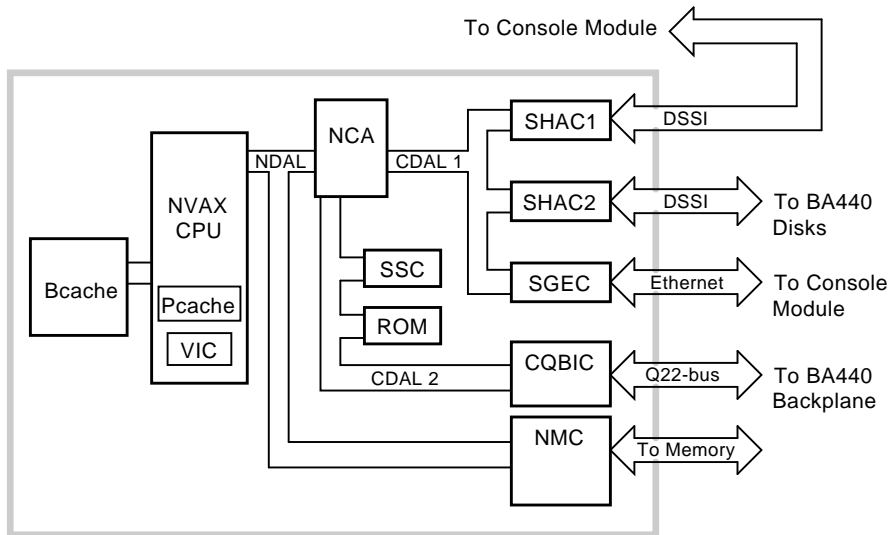 To Console Module
NCA
SHAC1
DSSI
NDAL
CDAL 1
NVAX
CPU
SHAC2
DSSI
To BA440
Disks
Bcache
Pcache
VIC
SSC
ROM
SGEC
Ethernet
To Console
Module
CDAL 2
CQBIC
Q22-bus
To BA440
Backplane
NMC
To Memory